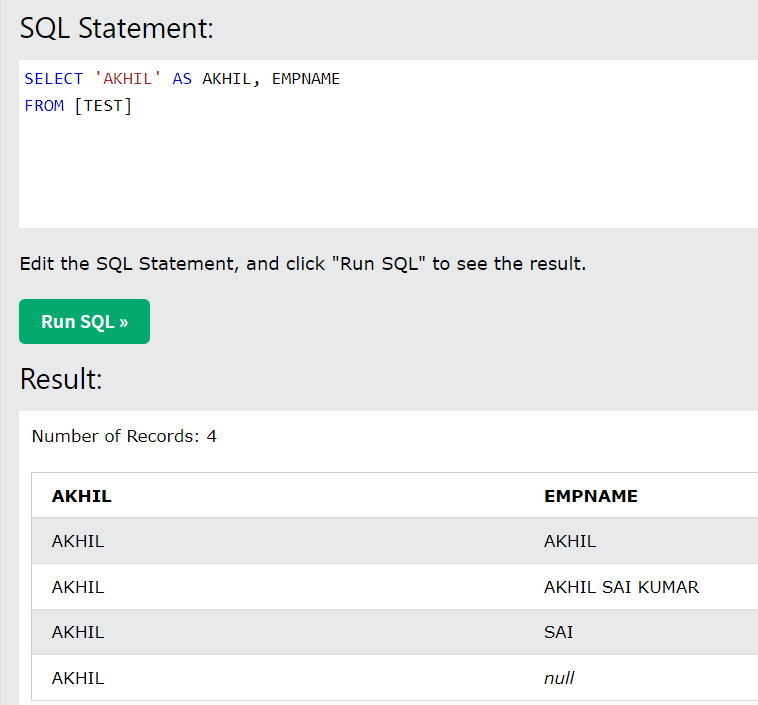 SQL Statement:
SELECT 'AKHIL' AS AKHIL, EMPNAME
FROM [TEST]
Edit the SQL Statement, and click "Run SQL" to see the result.
Run SQL »
Result:
Number of Records: 4
AKHIL EMPNAME
AKHIL AKHIL
AKHIL AKHIL SAI KUMAR
AKHIL SAI
AKHIL null